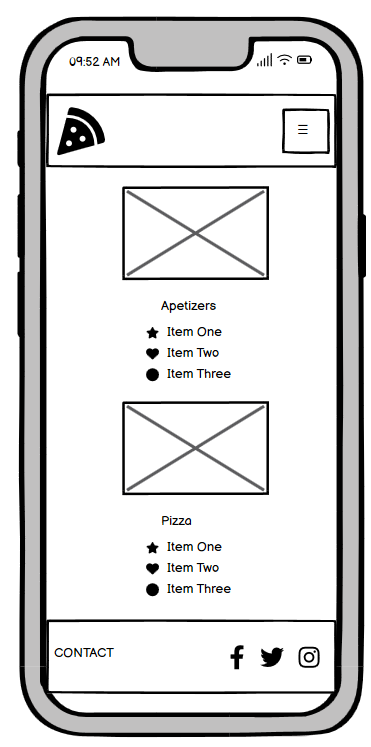 09:52 AM
Apetizers
Item One
Item Two
Item Three
Pizza
Item One
Item Two
Item Three
CONTACT